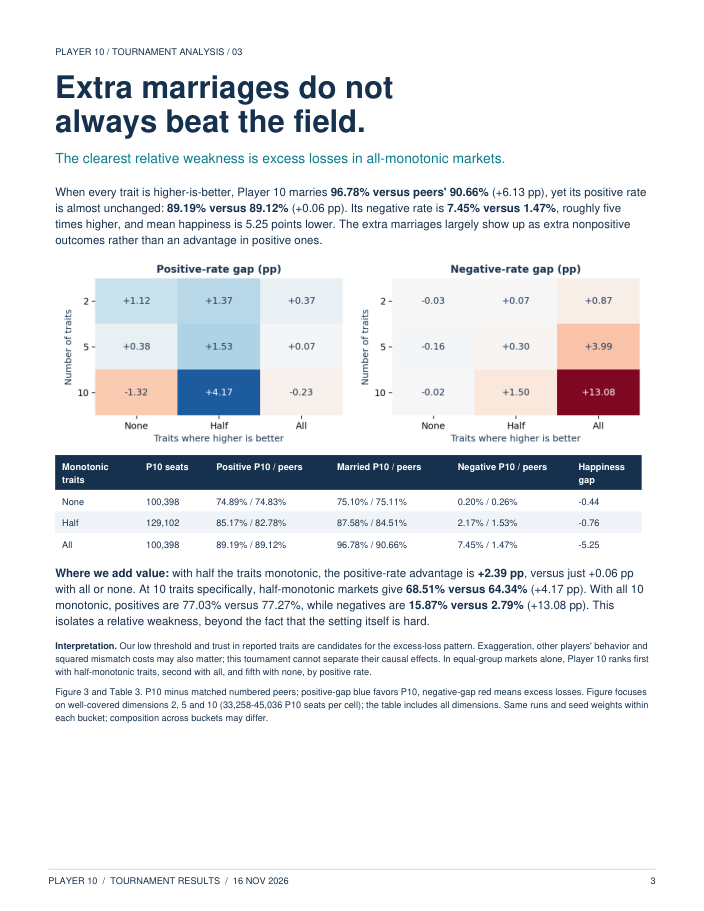 PLAYER 10 / TOURNAMENT ANALYSIS / 03
Extra marriages do not
always beat the field.
The clearest relative weakness is excess losses in all-monotonic markets.
When every trait is higher-is-better, Player 10 marries 96.78% versus peers' 90.66% (+6.13 pp), yet its positive rate
is almost unchanged: 89.19% versus 89.12% (+0.06 pp). Its negative rate is 7.45% versus 1.47%, roughly five
times higher, and mean happiness is 5.25 points lower. The extra marriages largely show up as extra nonpositive
outcomes rather than an advantage in positive ones.
Positive-rate gap (pp)
Number of traits
2 +1.12 +1.37 +0.37
5 +0.38 +1.53 +0.07
10 -1.32 +4.17 -0.23
None Half All
Traits where higher is better
Negative-rate gap (pp)
Number of traits
2 -0.03 +0.07 +0.87
5 -0.16 +0.30 +3.99
10 -0.02 +1.50 +13.08
None Half All
Traits where higher is better
Monotonic traits P10 seats Positive P10 / peers Married P10 / peers Negative P10 / peers Happiness gap
None 100,398 74.89% / 74.83% 75.10% / 75.11% 0.20% / 0.26% -0.44
Half 129,102 85.17% / 82.78% 87.58% / 84.51% 2.17% / 1.53% -0.76
All 100,398 89.19% / 89.12% 96.78% / 90.66% 7.45% / 1.47% -5.25
Where we add value: with half the traits monotonic, the positive-rate advantage is +2.39 pp, versus just +0.06 pp
with all or none. At 10 traits specifically, half-monotonic markets give 68.51% versus 64.34% (+4.17 pp). With all 10
monotonic, positives are 77.03% versus 77.27%, while negatives are 15.87% versus 2.79% (+13.08 pp). This
isolates a relative weakness, beyond the fact that the setting itself is hard.
Interpretation. Our low threshold and trust in reported traits are candidates for the excess-loss pattern. Exaggeration, other players' behavior and
squared mismatch costs may also matter; this tournament cannot separate their causal effects. In equal-group markets alone, Player 10 ranks first
with half-monotonic traits, second with all, and fifth with none, by positive rate.
Figure 3 and Table 3. P10 minus matched numbered peers; positive-gap blue favors P10, negative-gap red means excess losses. Figure focuses
on well-covered dimensions 2, 5 and 10 (33,258-45,036 P10 seats per cell); the table includes all dimensions. Same runs and seed weights within
each bucket; composition across buckets may differ.
PLAYER 10 / TOURNAMENT RESULTS / 16 NOV 2026
3